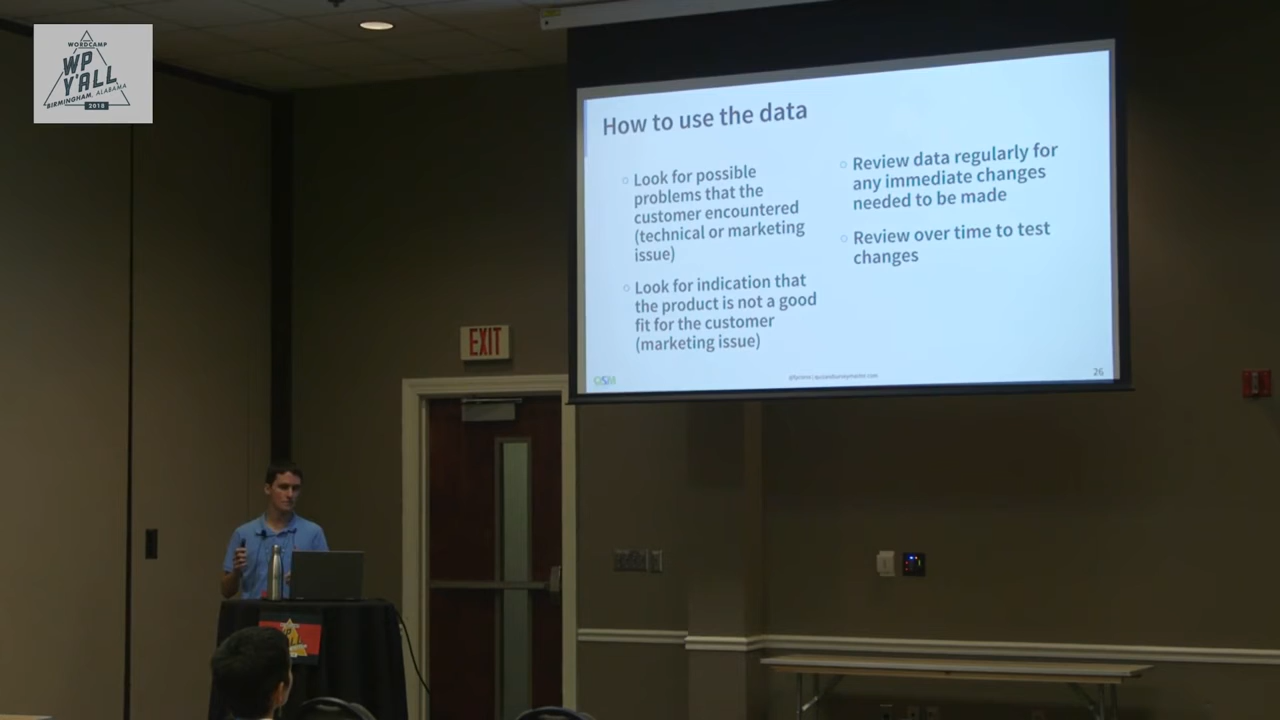 WORDCAMP
WP
Y'ALL
BIRMINGHAM, ALABAMA
2018
How to use the data
Look for possible
problems that the
customer encountered
(technical or marketing
issue)
Look for indication that
the product is not a good
fit for the customer
(marketing issue)
Review data regularly for
any immediate changes
needed to be made
Review over time to test
changes
QSM
26
EXIT
WP
Y'ALL